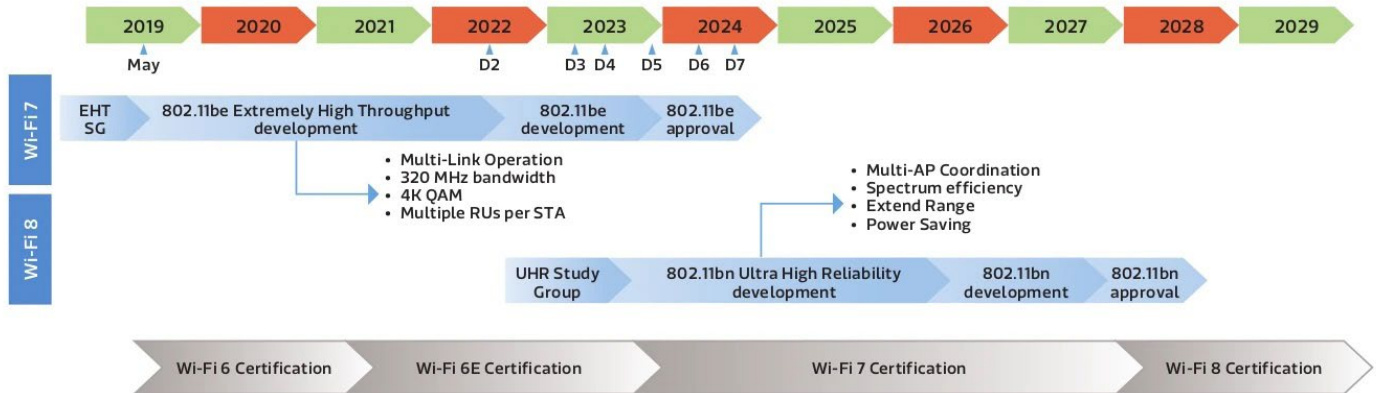 2019 2020 2021 2022 2023 2024 2025 2026 2027 2028 2029
May D2 D3 D4 D5 D6 D7
Wi-Fi 7
EHT
SG
802.11be Extremely High Throughput
development
802.11be
development
802.11be
approval
• Multi-Link Operation
• 320 MHz bandwidth
• 4K QAM
• Multiple RUs per STA
• Multi-AP Coordination
• Spectrum efficiency
• Extend Range
• Power Saving
Wi-Fi 8
UHR Study
Group
802.11bn Ultra High Reliability
development
802.11bn
development
802.11bn
approval
Wi-Fi 6 Certification Wi-Fi 6E Certification Wi-Fi 7 Certification Wi-Fi 8 Certification